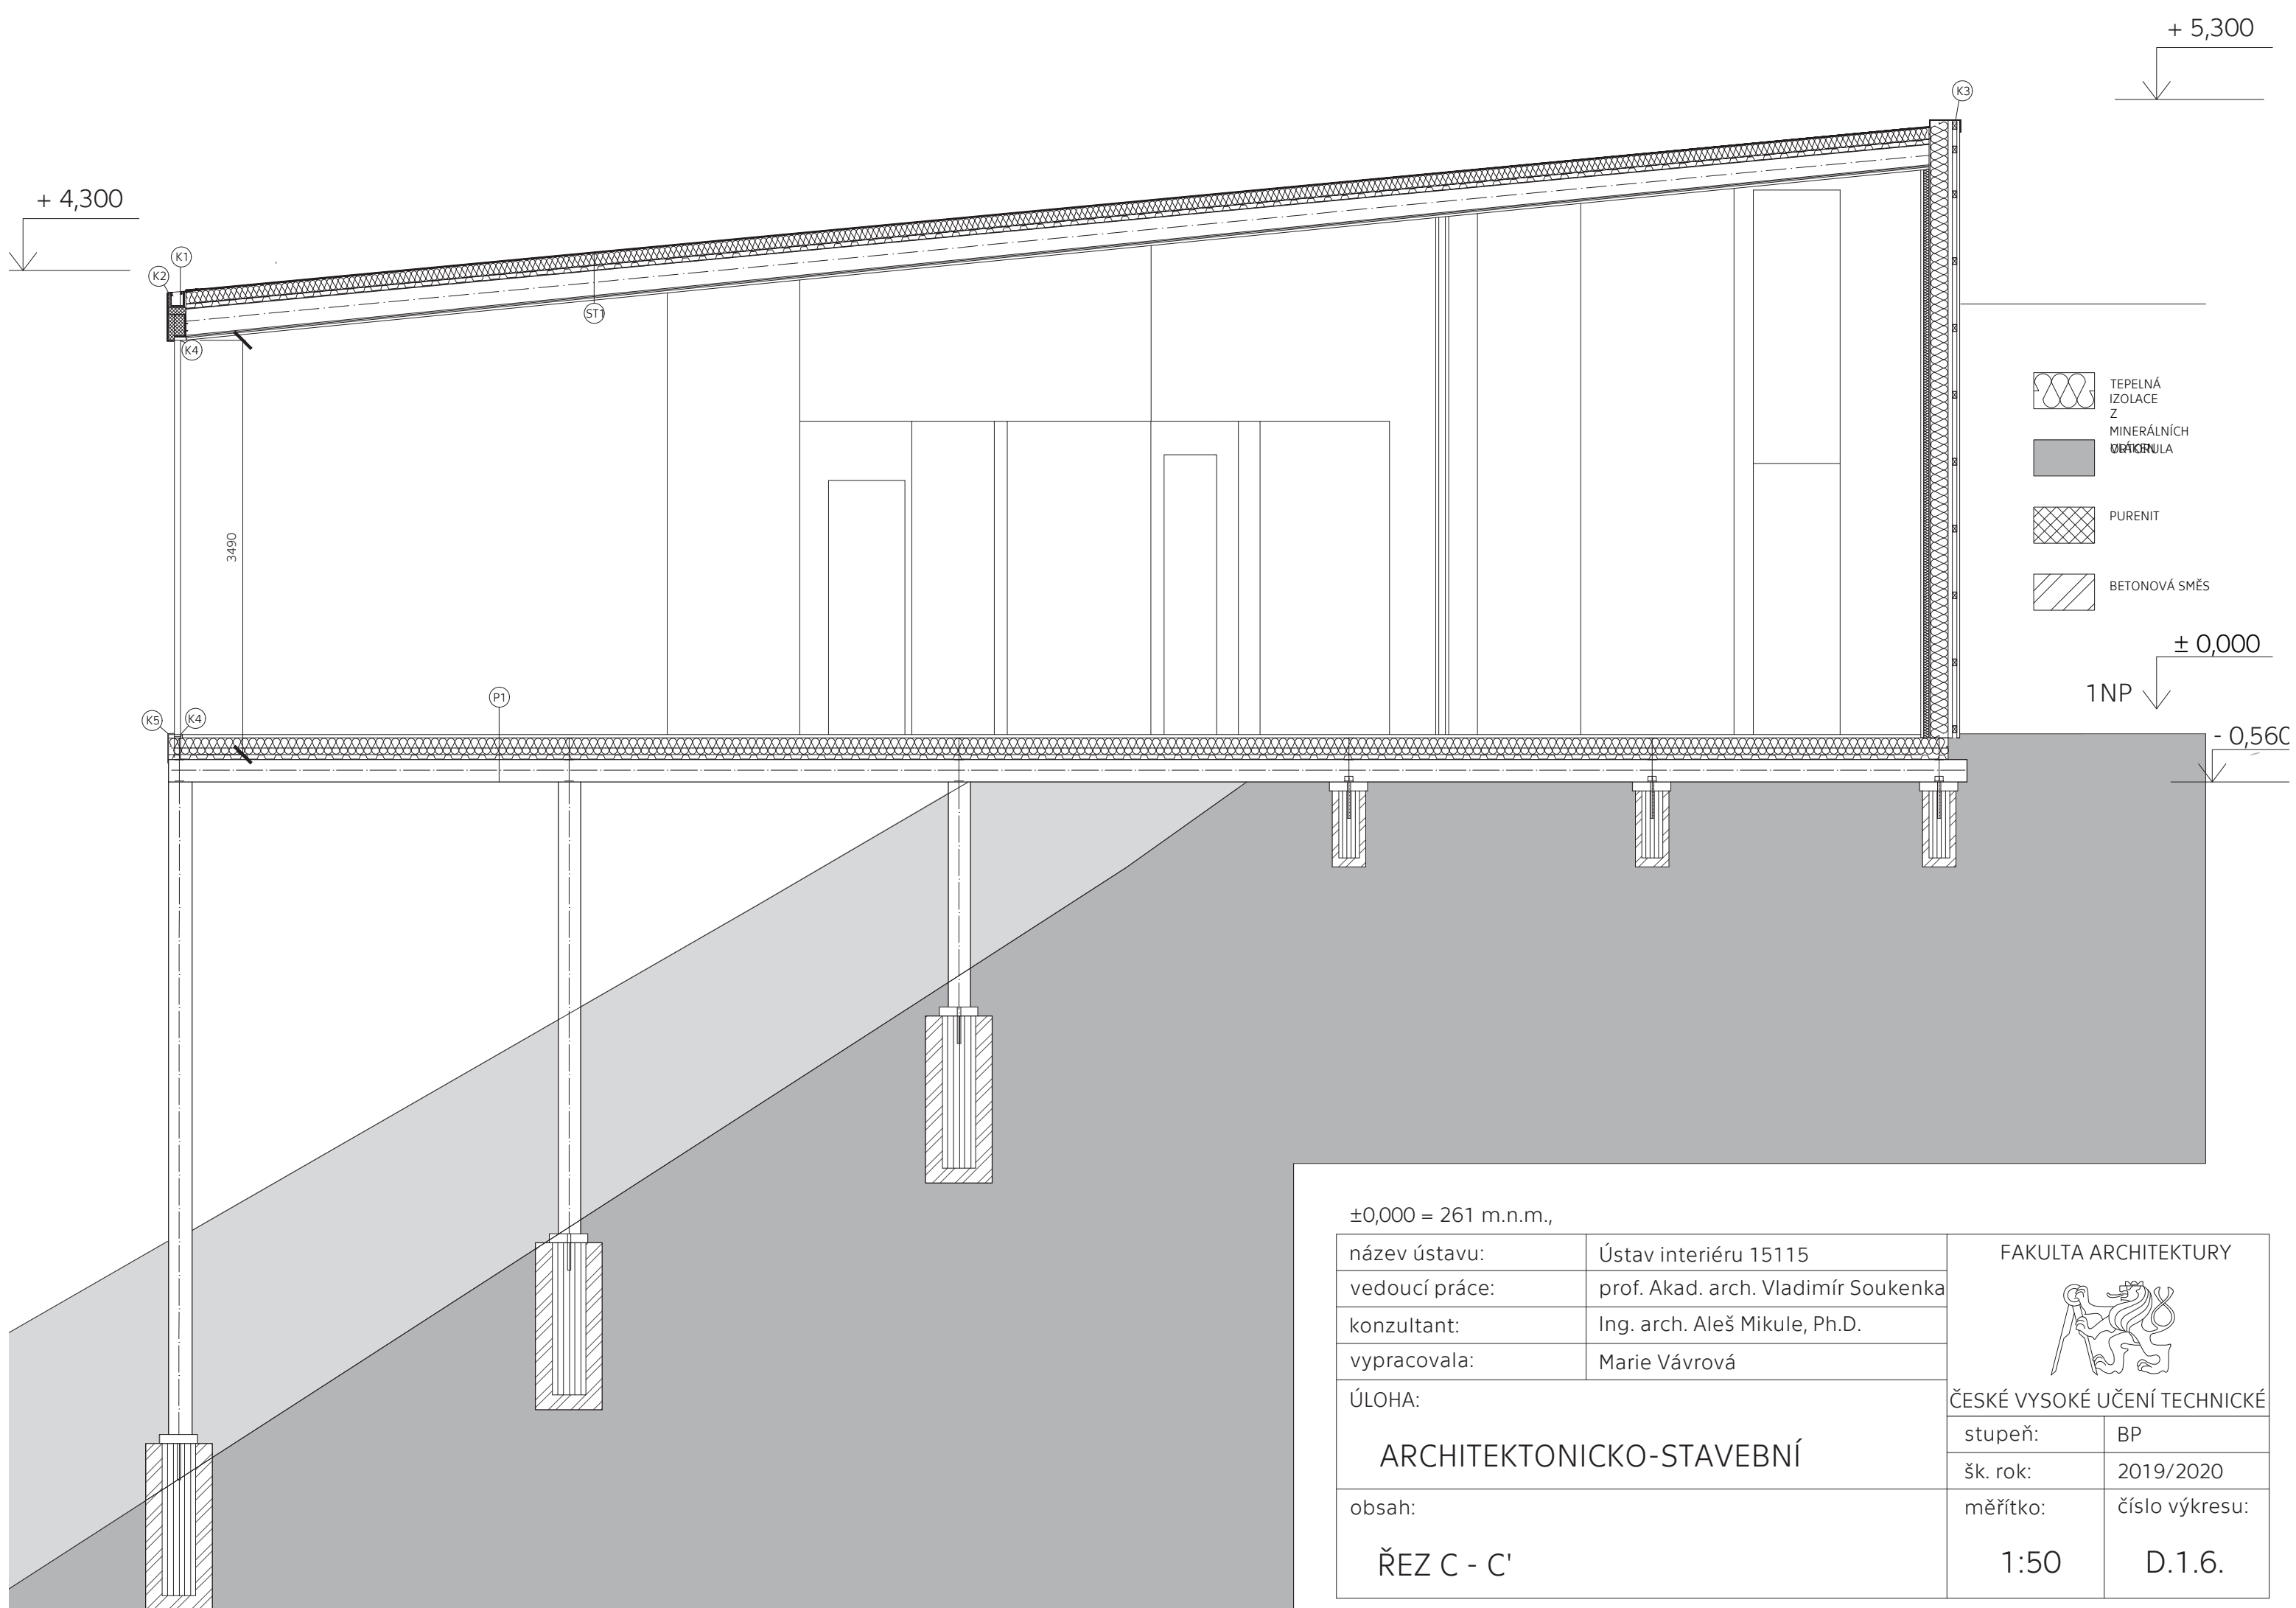 + 5,300
K3
+ 4,300
K1
K2
ST1
K4
3490
TEPELNÁ
IZOLACE
Z
MINERÁLNÍCH
VLÁKEN
ORTOKULA
PURENIT
BETONOVÁ SMĚS
± 0,000
1NP
P1
K5
K4
- 0,560
±0,000 = 261 m.n.m.,
název ústavu: Ústav interiéru 15115
vedoucí práce: prof. Akad. arch. Vladimír Soukenka
konzultant: Ing. arch. Aleš Mikule, Ph.D.
vypracovala: Marie Vávrová
FAKULTA ARCHITEKTURY
ČESKÉ VYSOKÉ UČENÍ TECHNICKÉ
ÚLOHA:
ARCHITEKTONICKO-STAVEBNÍ
stupeň: BP
šk. rok: 2019/2020
obsah:
ŘEZ C - C'
měřítko:
1:50
číslo výkresu:
D.1.6.